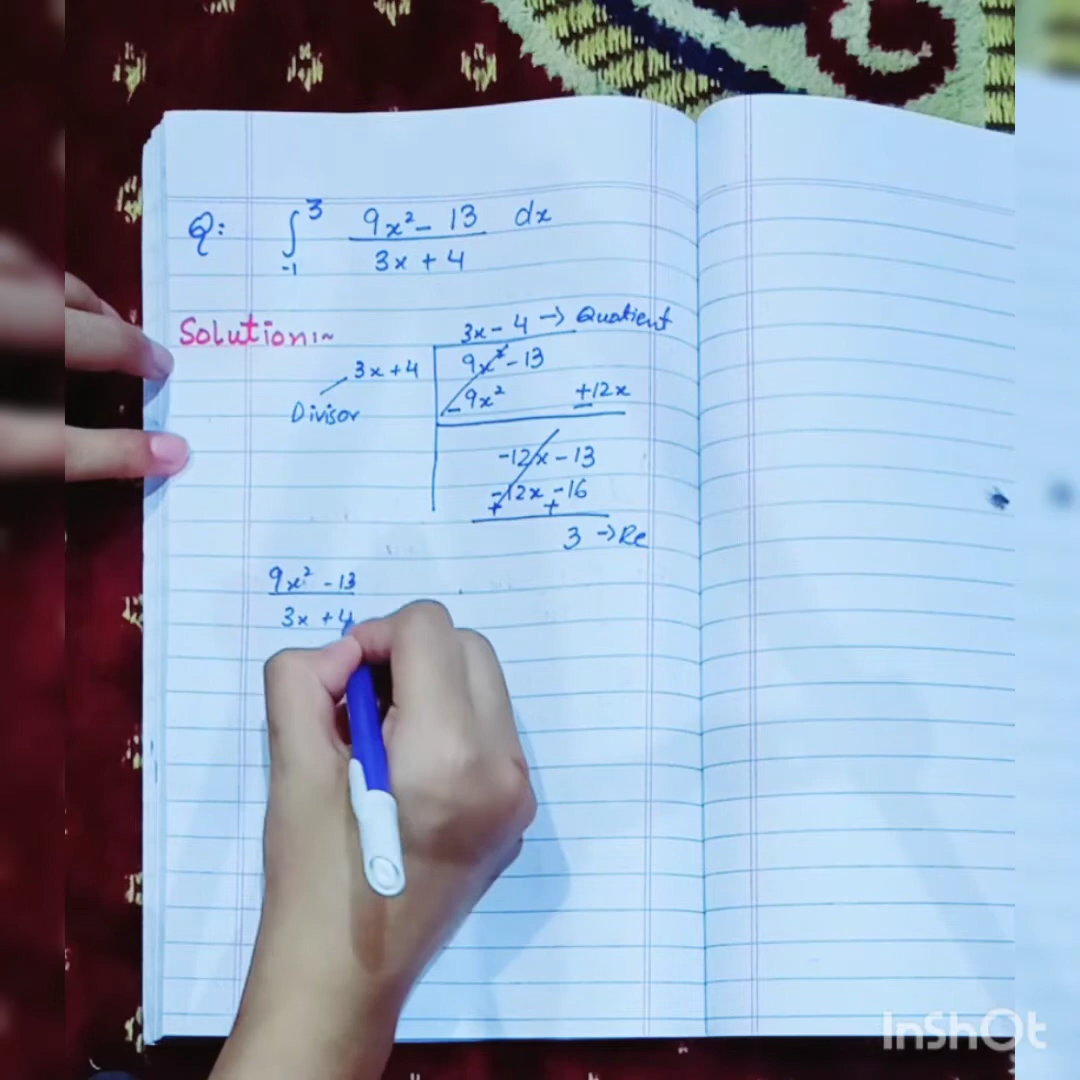 Q: ∫₋₁³ (9x² - 13)/(3x + 4) dx
Solution:~
3x - 4 → Quatient
3x + 4
9x² - 13
Divisor
-9x² +12x
-12x - 13
-12x - 16
+ +
3 → Re
9x² - 13
3x + 4
InShOt